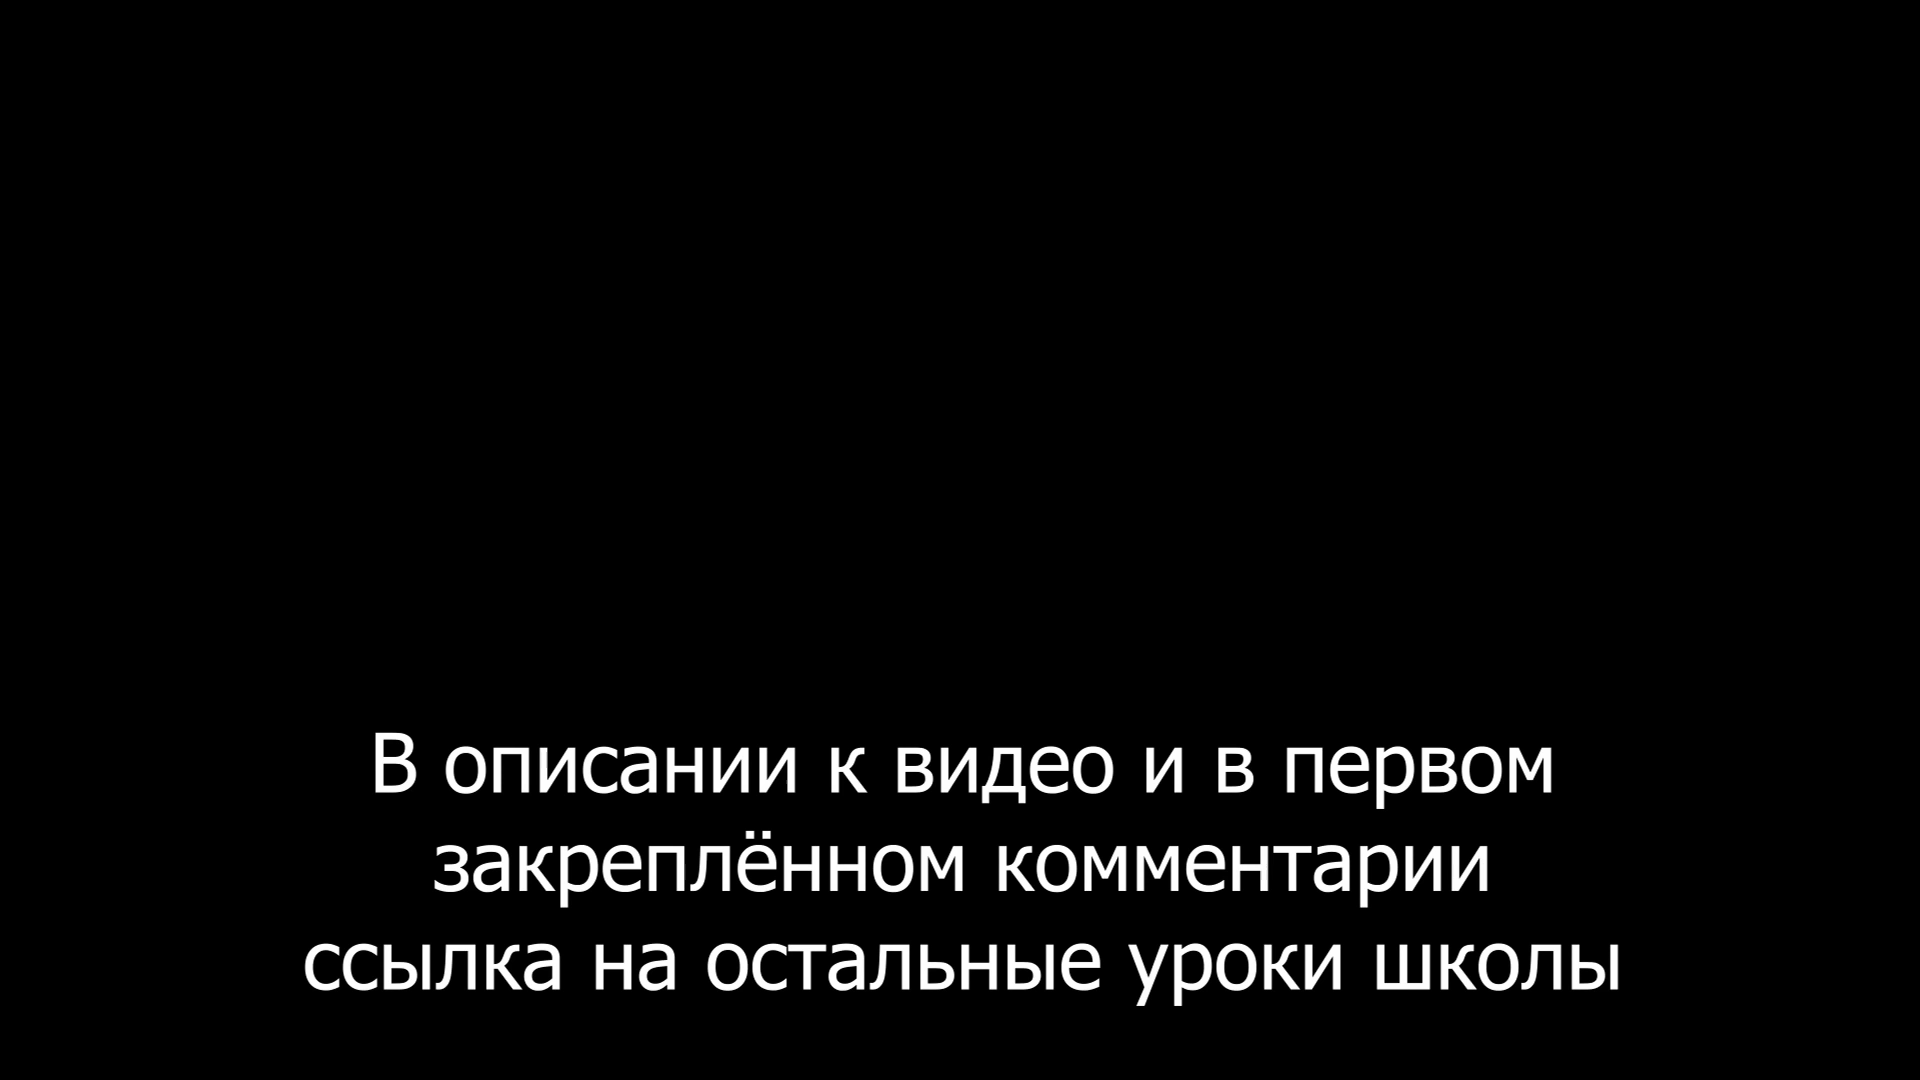 В описании к видео и в первом
закреплённом комментарии
ссылка на остальные уроки школы